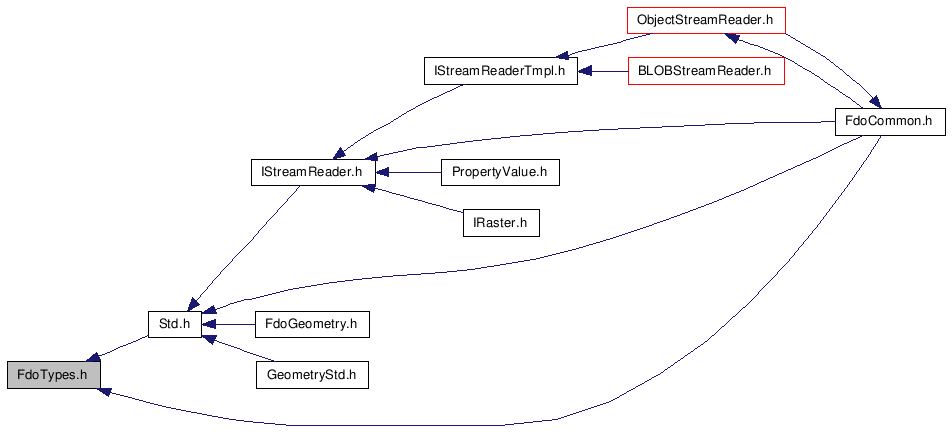 ObjectStreamReader.h
IStreamReaderTmpl.h
BLOBStreamReader.h
FdoCommon.h
IStreamReader.h
PropertyValue.h
IRaster.h
Std.h
FdoGeometry.h
FdoTypes.h
GeometryStd.h